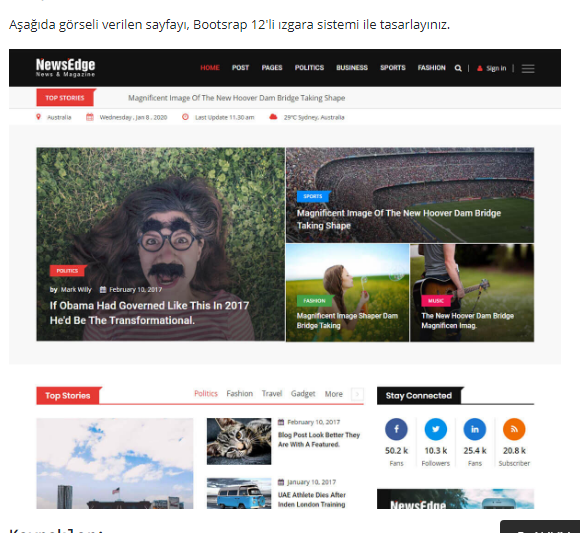 Aşağıda görseli verilen sayfayı, Bootsrap 12'li ızgara sistemi ile tasarlayınız.
NewsEdge
News & Magazine
HOME POST PAGES POLITICS BUSINESS SPORTS FASHION | Sign in |
TOP STORIES Magnificent Image Of The New Hoover Dam Bridge Taking Shape
Australia Wednesday, Jan 8, 2020 Last Update 11.30 am 29°C Sydney, Australia
SPORTS
Magnificent Image Of The New Hoover Dam Bridge
Taking Shape
POLITICS
by Mark Willy February 10, 2017
If Obama Had Governed Like This In 2017
He'd Be The Transformational.
FASHION
Magnificent Image Shaper Dam
Bridge Taking
MUSIC
The New Hoover Dam Bridge
Magnificen Imag.
Top Stories
Politics Fashion Travel Gadget More
February 10, 2017
Blog Post Look Better They
Are With A Featured.
January 10, 2017
UAE Athlete Dies After
Inden London Training
Stay Connected
50.2 k 10.3 k 25.4 k 20.8 k
Fans Followers Fans Subscriber
NewsEdge